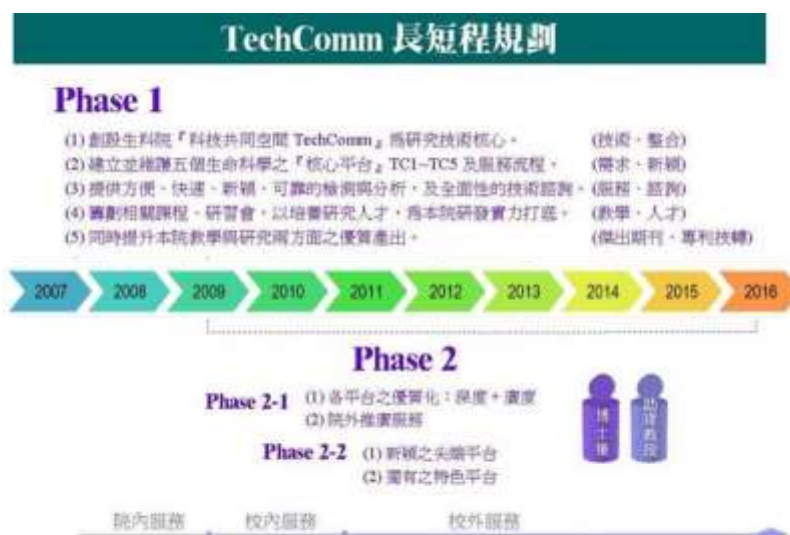 TechComm 長短程規劃
Phase 1
(1) 創設生科院『科技共同空間 TechComm』為研究技術核心。 (技術、整合)
(2) 建立並維護五個生命科學之『核心平台』TC1~TC5 及服務流程。 (需求、新穎)
(3) 提供方便、快速、新穎、可靠的檢測與分析,及全面性的技術諮詢。 (服務、諮詢)
(4) 籌劃相關課程、研習會,以培養研究人才,為本院研發實力打底。 (教學、人才)
(5) 同時提升本院教學與研究兩方面之優質產出。 (傑出期刊、專利技轉)
2007 2008 2009 2010 2011 2012 2013 2014 2015 2016
Phase 2
Phase 2-1 (1) 各平台之優質化:深度 + 廣度
(2) 院外推廣服務
Phase 2-2 (1) 新穎之尖端平台
(2) 獨有之特色平台
博士後 助理教授
院內服務 校內服務 校外服務